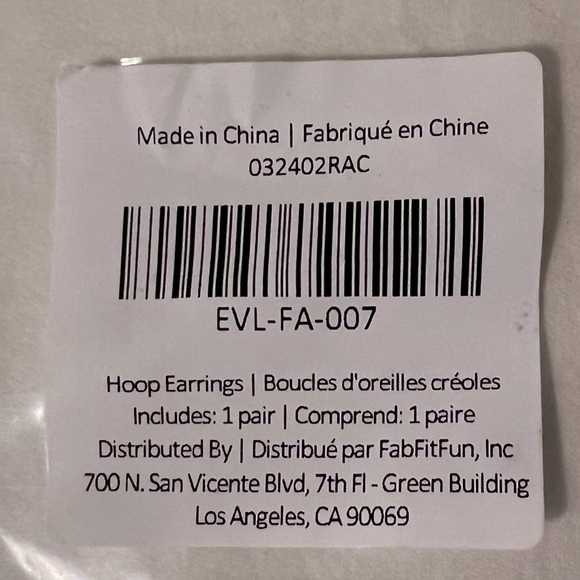 Made in China | Fabriqué en Chine
032402RAC
EVL-FA-007
Hoop Earrings | Boucles d'oreilles créoles
Includes: 1 pair | Comprend: 1 paire
Distributed By | Distribué par FabFitFun, Inc
700 N. San Vicente Blvd, 7th Fl - Green Building
Los Angeles, CA 90069